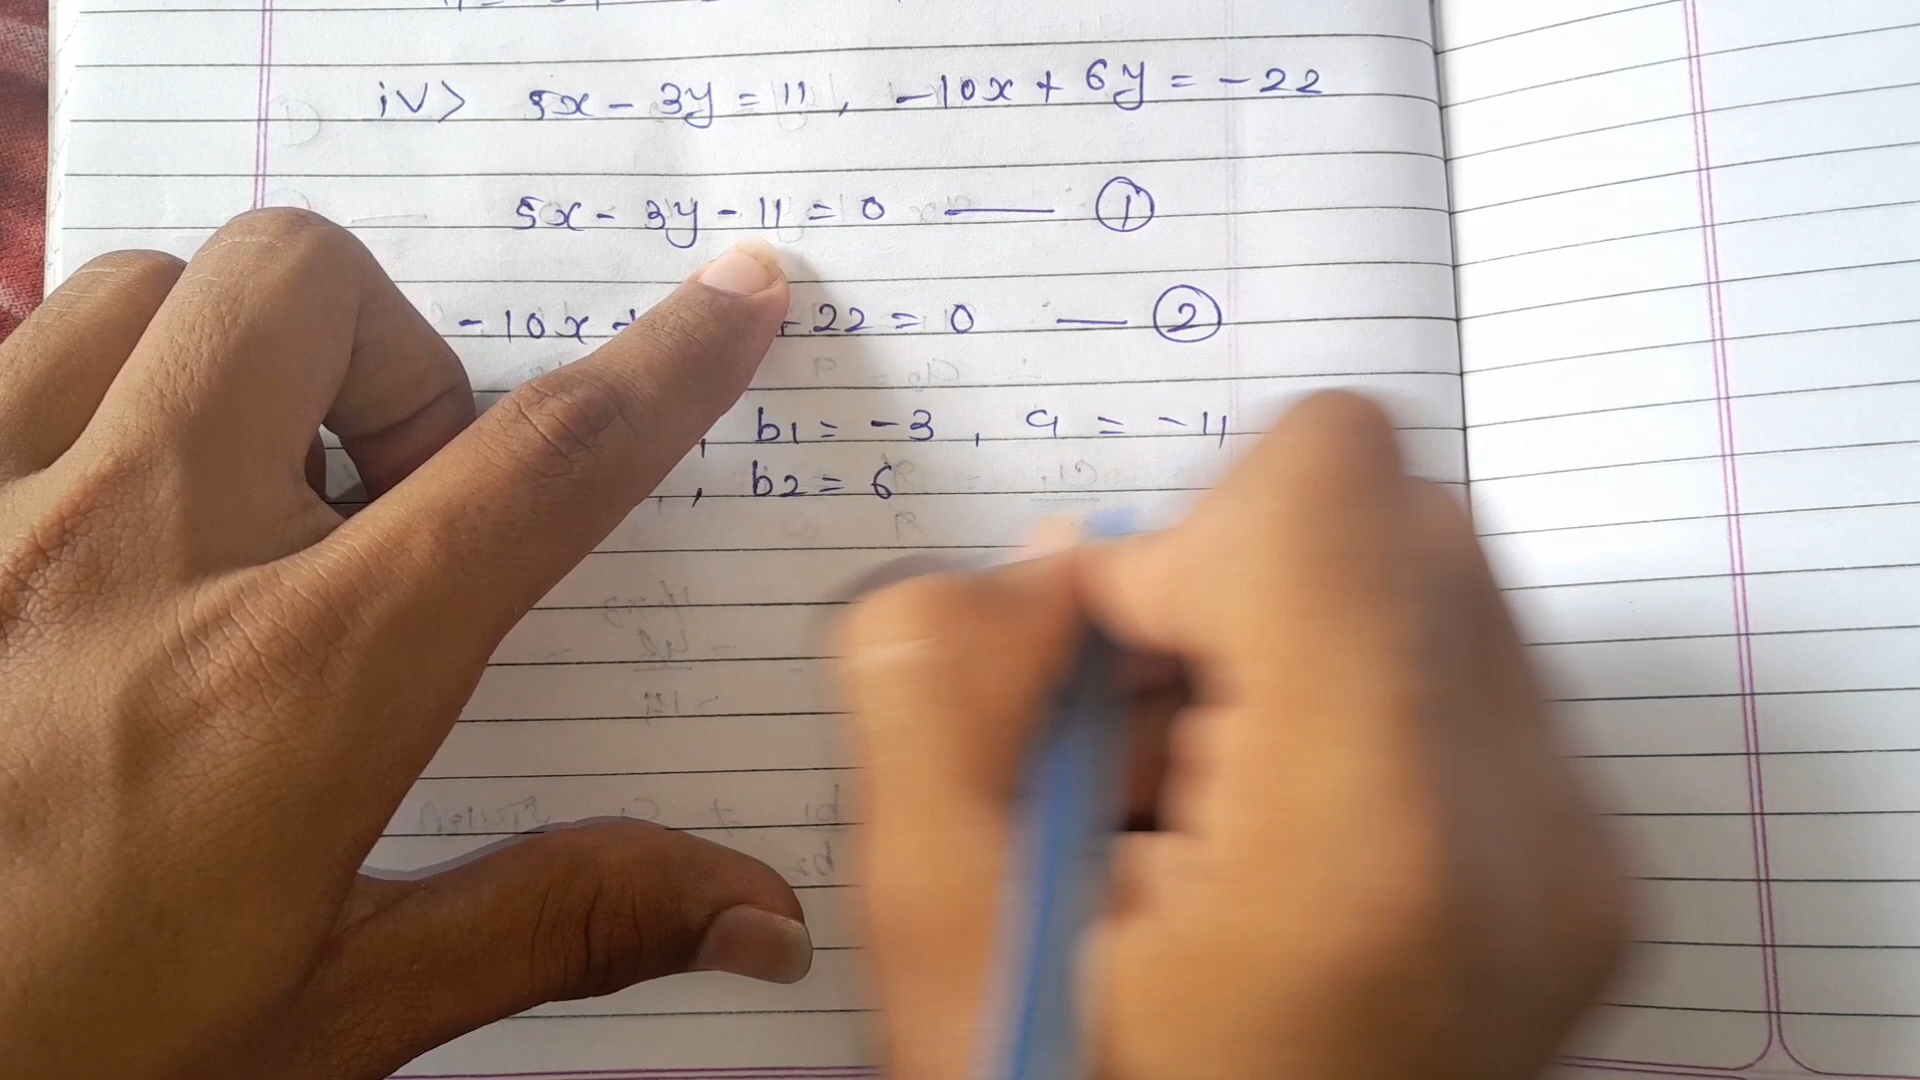 iv> 5x - 3y = 11, -10x + 6y = -22
5x - 3y - 11 = 0 — ①
-10x + 22 = 0 — ②
, b1 = -3, c1 = -11
, b2 = 6